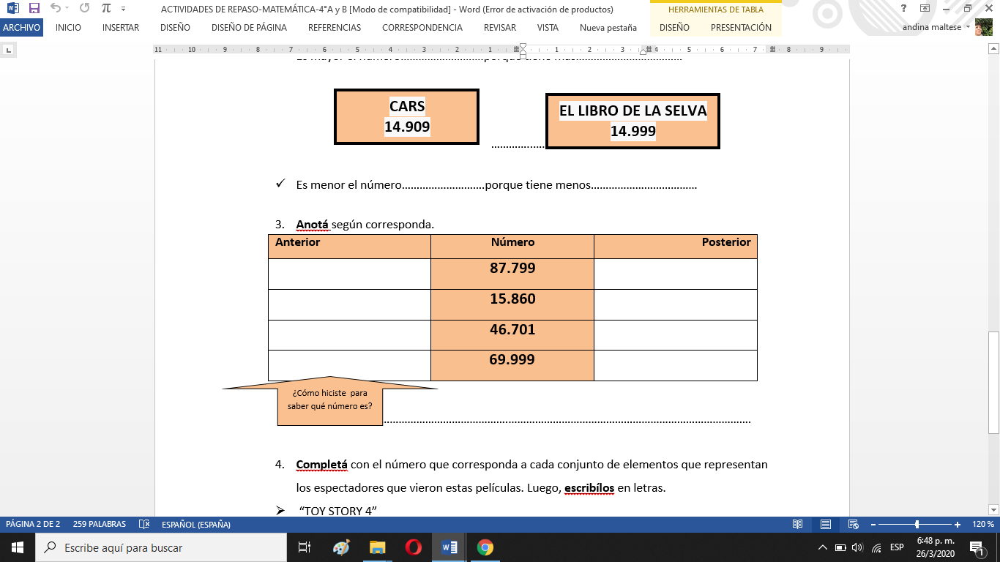 ACTIVIDADES DE REPASO-MATEMÁTICA-4°A y B [Modo de compatibilidad] - Word (Error de activación de productos)
HERRAMIENTAS DE TABLA
ARCHIVO INICIO INSERTAR DISEÑO DISEÑO DE PÁGINA REFERENCIAS CORRESPONDENCIA REVISAR VISTA Nueva pestaña DISEÑO PRESENTACIÓN andina maltese
11 10 9 8 7 6 5 4 3 2 1 1 2 3 4 5 6 7 8 9
CARS
14.909
EL LIBRO DE LA SELVA
14.999
..................
✓ Es menor el número............................porque tiene menos....................................
3. Anotá según corresponda.
Anterior Número Posterior
87.799
15.860
46.701
69.999
¿Cómo hiciste para
saber qué número es?
.............................................................................................................................
4. Completá con el número que corresponda a cada conjunto de elementos que representan
los espectadores que vieron estas películas. Luego, escribílos en letras.
➢ “TOY STORY 4”
PÁGINA 2 DE 2 259 PALABRAS ESPAÑOL (ESPAÑA) 120 %
Escribe aquí para buscar
ESP
6:48 p. m.
26/3/2020
1